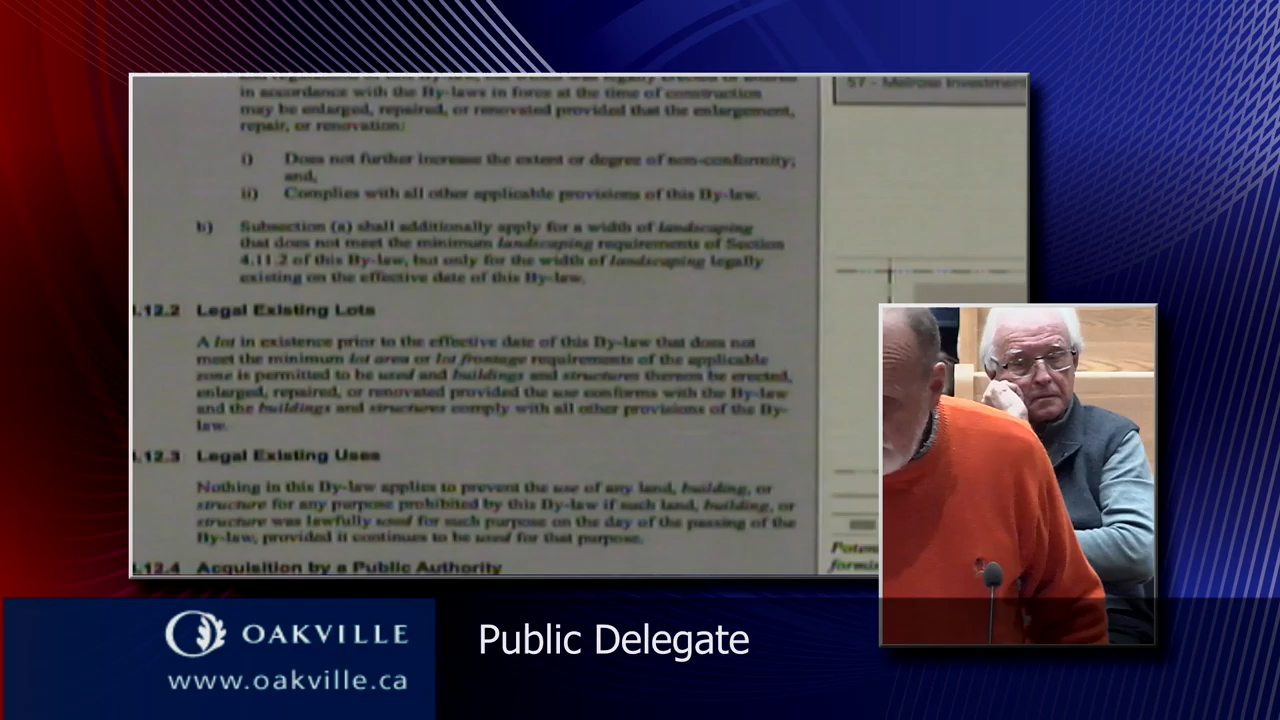 in accordance with the By-laws in force at the time of construction
may be enlarged, repaired, or renovated provided that the enlargement,
repair, or renovation:
i) Does not further increase the extent or degree of non-conformity;
and,
ii) Complies with all other applicable provisions of this By-law.
b) Subsection (a) shall additionally apply for a width of landscaping
that does not meet the minimum landscaping requirements of Section
4.11.2 of this By-law, but only for the width of landscaping legally
existing on the effective date of this By-law.
.12.2 Legal Existing Lots
A lot in existence prior to the effective date of this By-law that does not
meet the minimum lot area or lot frontage requirements of the applicable
zone is permitted to be used and buildings and structures thereon be erected,
enlarged, repaired, or renovated provided the use conforms with the By-law
and the buildings and structures comply with all other provisions of the By-
law.
.12.3 Legal Existing Uses
Nothing in this By-law applies to prevent the use of any land, building, or
structure for any purpose prohibited by this By-law if such land, building, or
structure was lawfully used for such purpose on the day of the passing of the
By-law, provided it continues to be used for that purpose.
.12.4 Acquisition by a Public Authority
57 - Melrose Investmen
Poten
formi
OAKVILLE
www.oakville.ca
Public Delegate